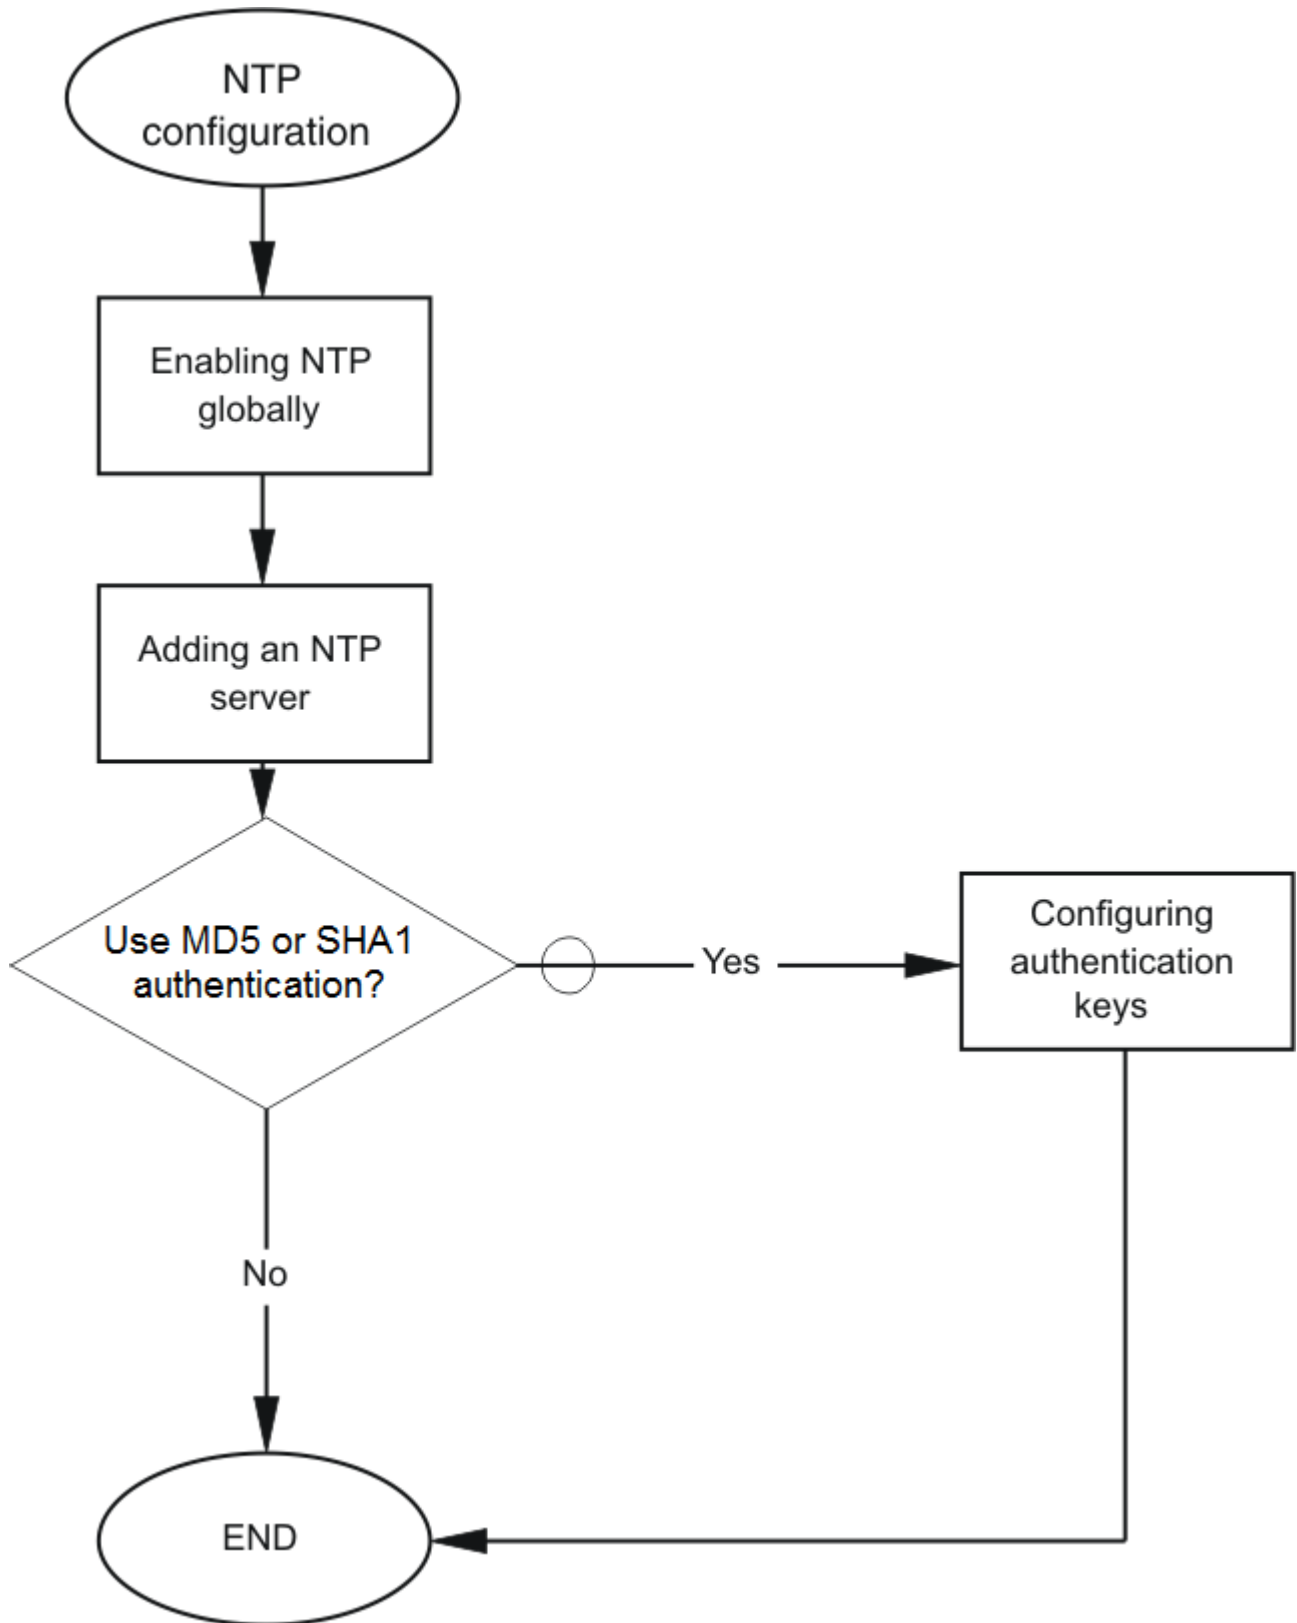 NTP
configuration
Enabling NTP
globally
Adding an NTP
server
Use MD5 or SHA1
authentication?
Yes
Configuring
authentication
keys
No
END